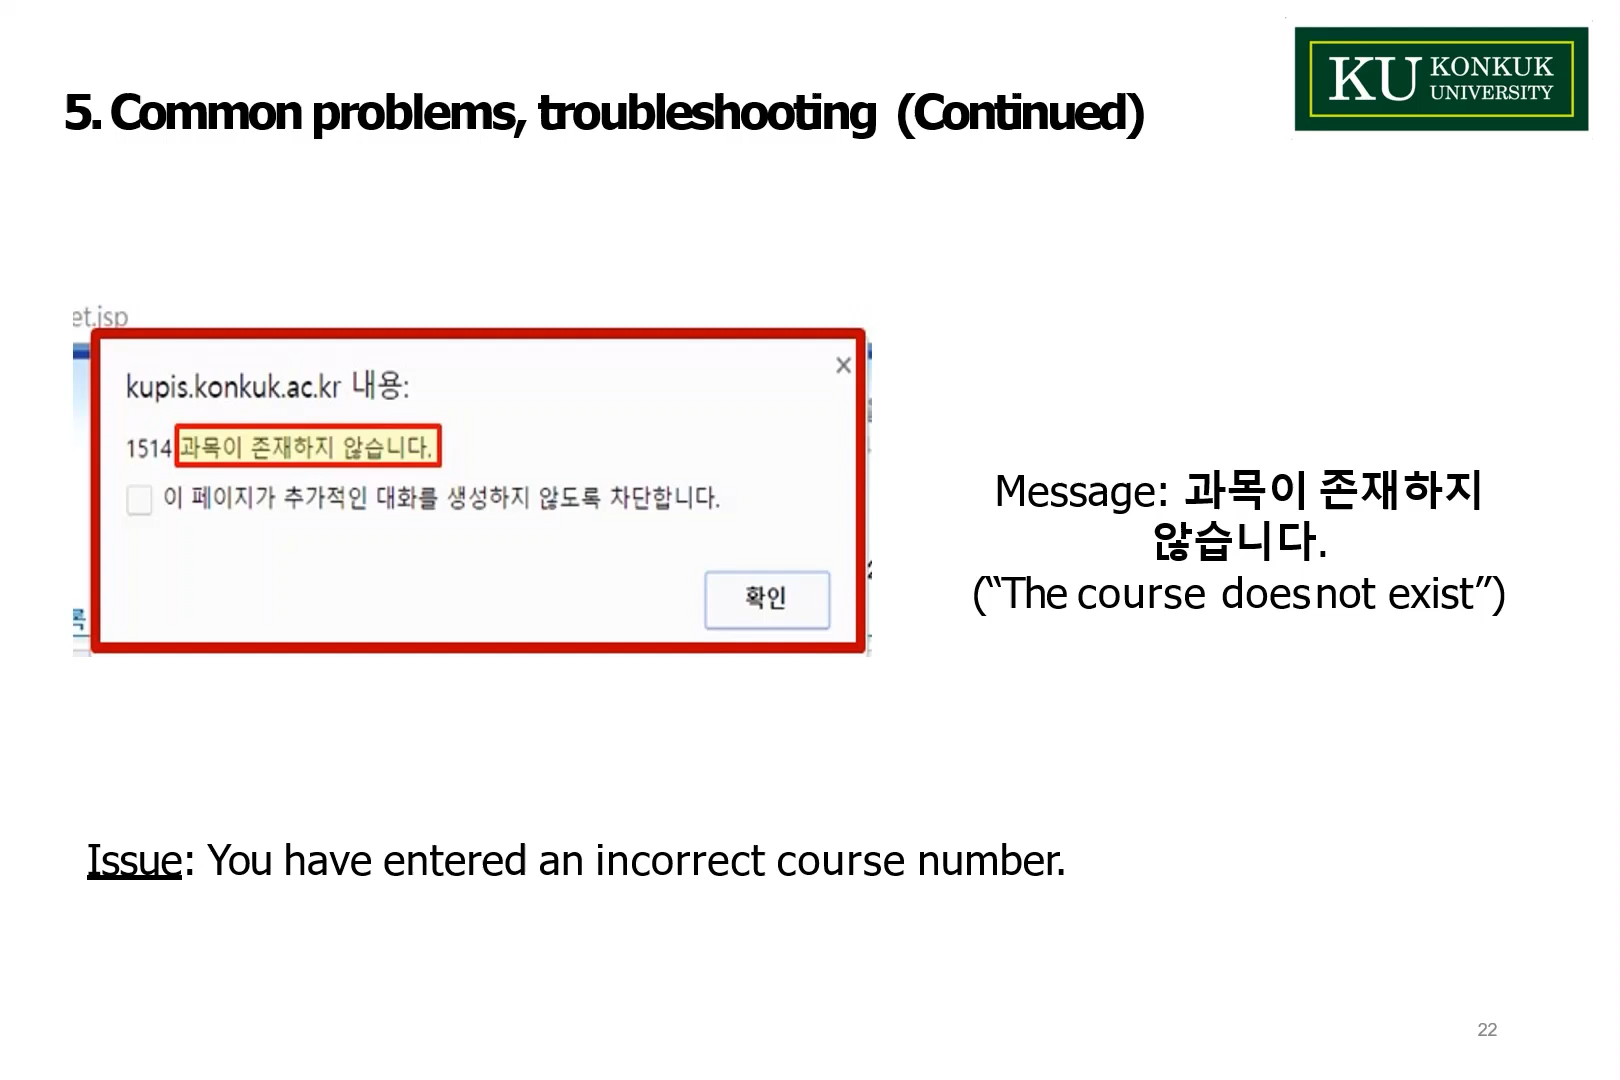 KU KONKUK
UNIVERSITY
5. Common problems, troubleshooting (Continued)
et.jsp
kupis.konkuk.ac.kr 내용:
1514 과목이 존재하지 않습니다.
이 페이지가 추가적인 대화를 생성하지 않도록 차단합니다.
확인
록
Message: 과목이 존재하지
않습니다.
(“The course does not exist”)
Issue: You have entered an incorrect course number.
22